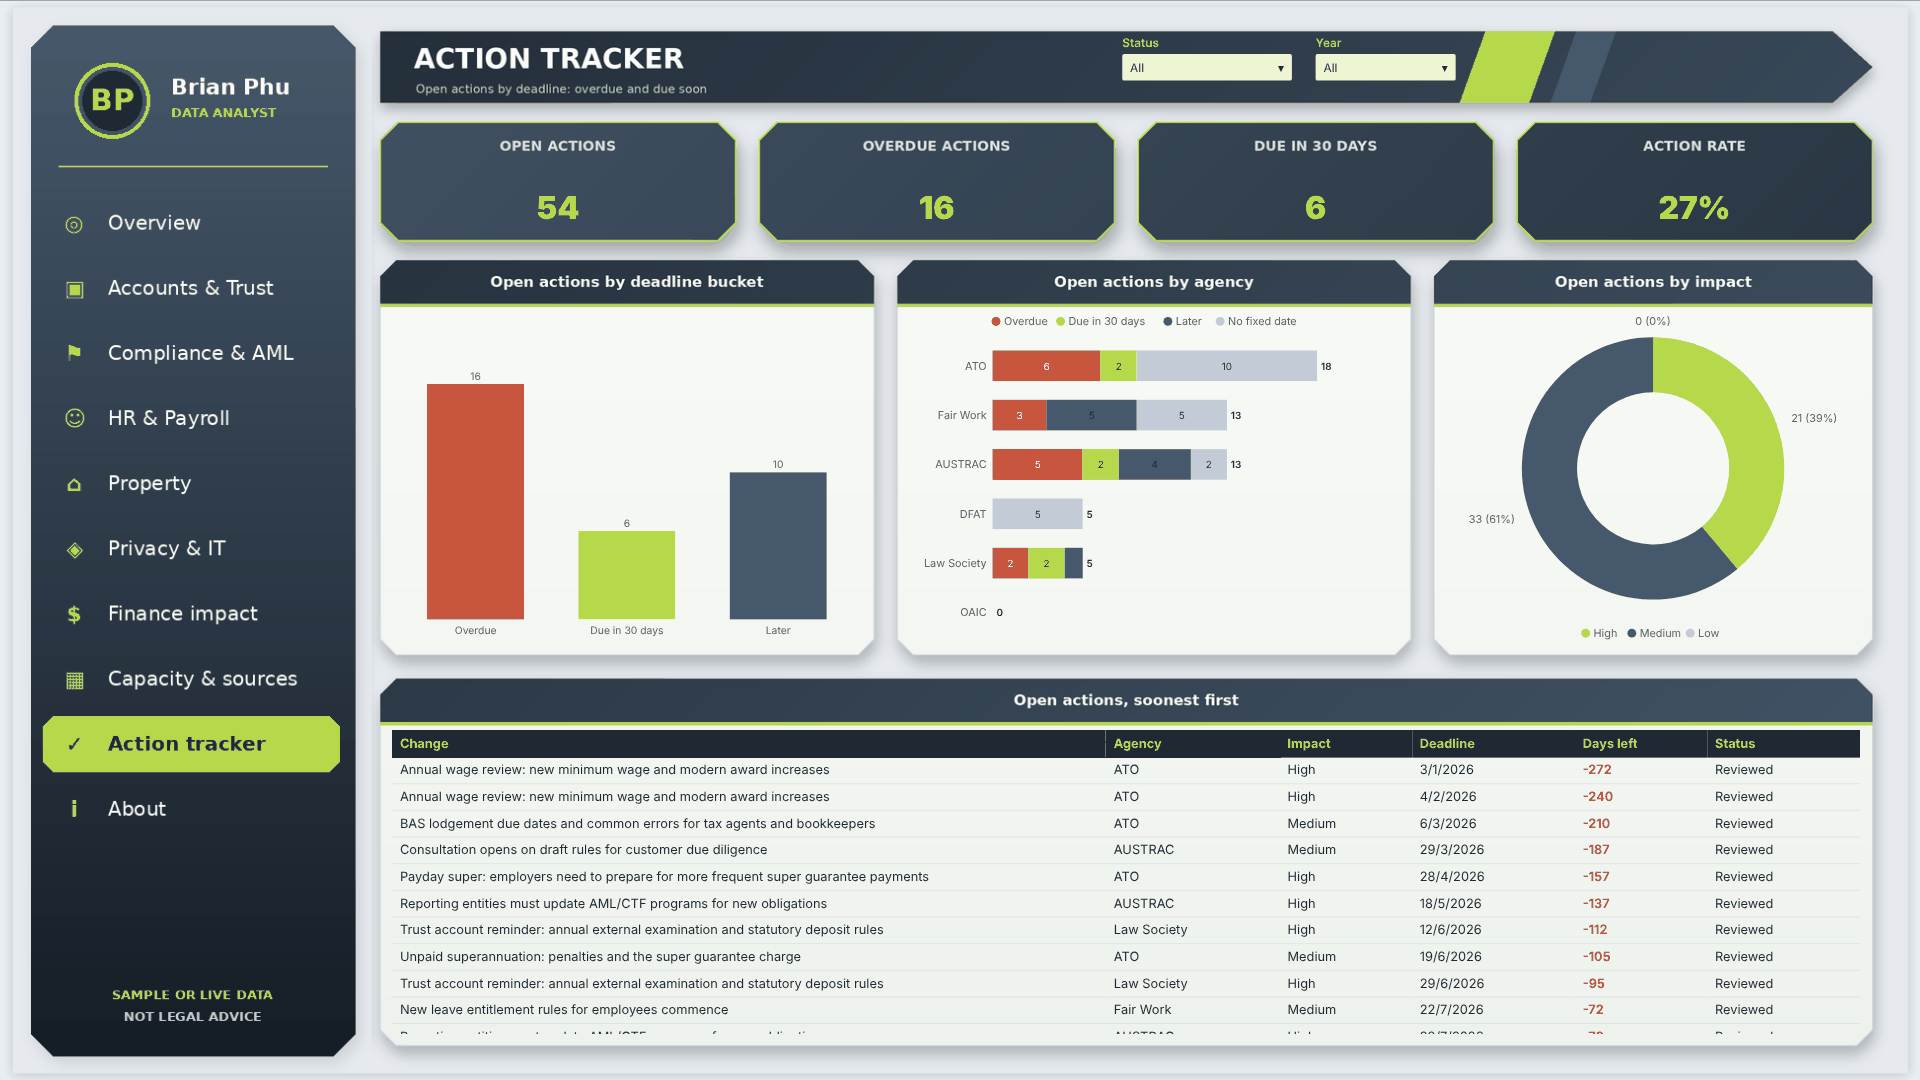 BP
Brian Phu
DATA ANALYST
Overview
Accounts & Trust
Compliance & AML
HR & Payroll
Property
Privacy & IT
$ Finance impact
Capacity & sources
✓ Action tracker
i About
SAMPLE OR LIVE DATA
NOT LEGAL ADVICE
ACTION TRACKER
Open actions by deadline: overdue and due soon
Status
All
Year
All
OPEN ACTIONS
54
OVERDUE ACTIONS
16
DUE IN 30 DAYS
6
ACTION RATE
27%
Open actions by deadline bucket
16
6
10
Overdue
Due in 30 days
Later
Open actions by agency
Overdue Due in 30 days Later No fixed date
ATO 6 2 10 18
Fair Work 3 5 5 13
AUSTRAC 5 2 4 2 13
DFAT 5 5
Law Society 2 2 5
OAIC 0
Open actions by impact
0 (0%)
21 (39%)
33 (61%)
High Medium Low
Open actions, soonest first
Change Agency Impact Deadline Days left Status
Annual wage review: new minimum wage and modern award increases ATO High 3/1/2026 -272 Reviewed
Annual wage review: new minimum wage and modern award increases ATO High 4/2/2026 -240 Reviewed
BAS lodgement due dates and common errors for tax agents and bookkeepers ATO Medium 6/3/2026 -210 Reviewed
Consultation opens on draft rules for customer due diligence AUSTRAC Medium 29/3/2026 -187 Reviewed
Payday super: employers need to prepare for more frequent super guarantee payments ATO High 28/4/2026 -157 Reviewed
Reporting entities must update AML/CTF programs for new obligations AUSTRAC High 18/5/2026 -137 Reviewed
Trust account reminder: annual external examination and statutory deposit rules Law Society High 12/6/2026 -112 Reviewed
Unpaid superannuation: penalties and the super guarantee charge ATO Medium 19/6/2026 -105 Reviewed
Trust account reminder: annual external examination and statutory deposit rules Law Society High 29/6/2026 -95 Reviewed
New leave entitlement rules for employees commence Fair Work Medium 22/7/2026 -72 Reviewed